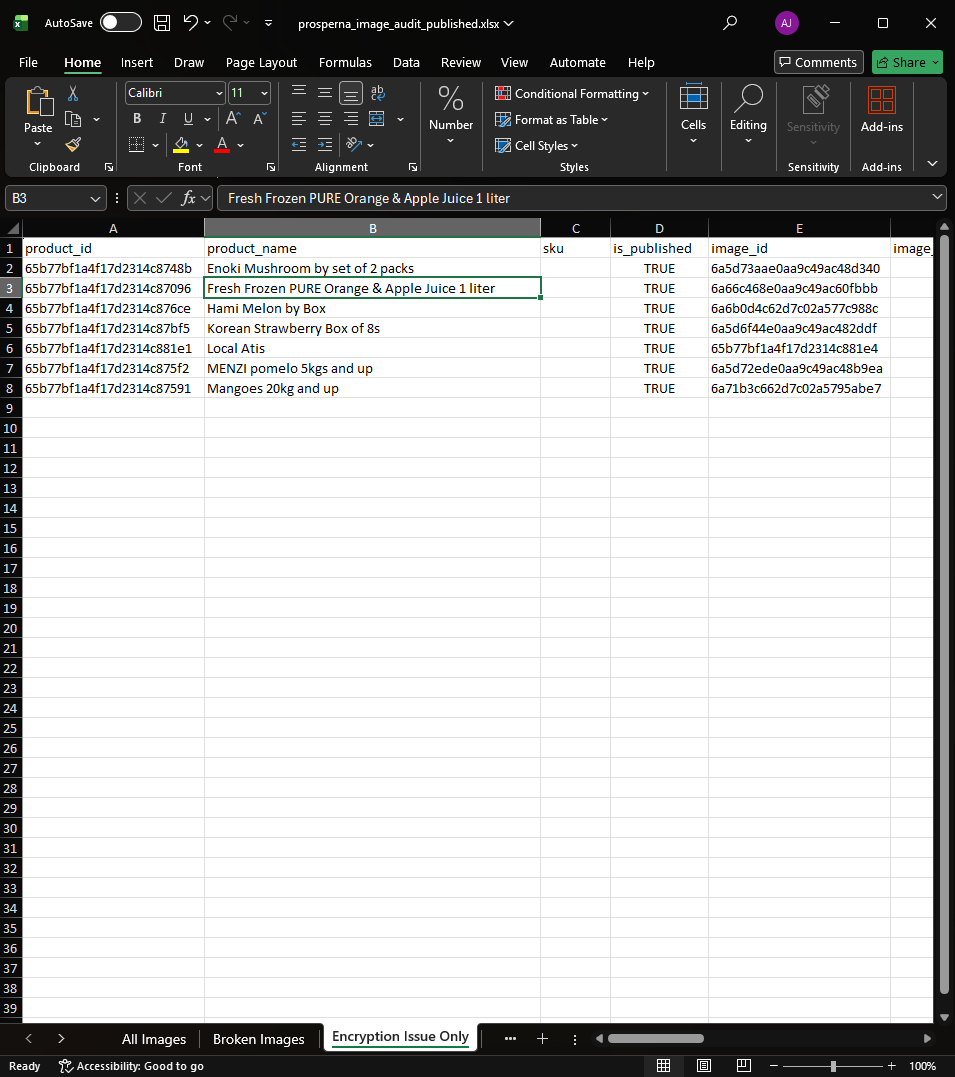 AutoSave prosperna_image_audit_published.xlsx AJ
File Home Insert Draw Page Layout Formulas Data Review View Automate Help Comments Share
Paste Calibri 11 ab Number Conditional Formatting Cells Editing Sensitivity Add-ins
B I U A A A Format as Table
Cell Styles
Clipboard Font Alignment Styles Sensitivity Add-ins
B3 fx Fresh Frozen PURE Orange & Apple Juice 1 liter
A B C D E
1 product_id product_name sku is_published image_id image_
2 65b77bf1a4f17d2314c8748b Enoki Mushroom by set of 2 packs TRUE 6a5d73aae0aa9c49ac48d340
3 65b77bf1a4f17d2314c87096 Fresh Frozen PURE Orange & Apple Juice 1 liter TRUE 6a66c468e0aa9c49ac60fbbb
4 65b77bf1a4f17d2314c876ce Hami Melon by Box TRUE 6a6b0d4c62d7c02a577c988c
5 65b77bf1a4f17d2314c87bf5 Korean Strawberry Box of 8s TRUE 6a5d6f44e0aa9c49ac482ddf
6 65b77bf1a4f17d2314c881e1 Local Atis TRUE 65b77bf1a4f17d2314c881e4
7 65b77bf1a4f17d2314c875f2 MENZI pomelo 5kgs and up TRUE 6a5d72ede0aa9c49ac48b9ea
8 65b77bf1a4f17d2314c87591 Mangoes 20kg and up TRUE 6a71b3c662d7c02a5795abe7
9
10
11
12
13
14
15
16
17
18
19
20
21
22
23
24
25
26
27
28
29
30
31
32
33
34
35
36
37
38
39
All Images Broken Images Encryption Issue Only
Ready Accessibility: Good to go 100%